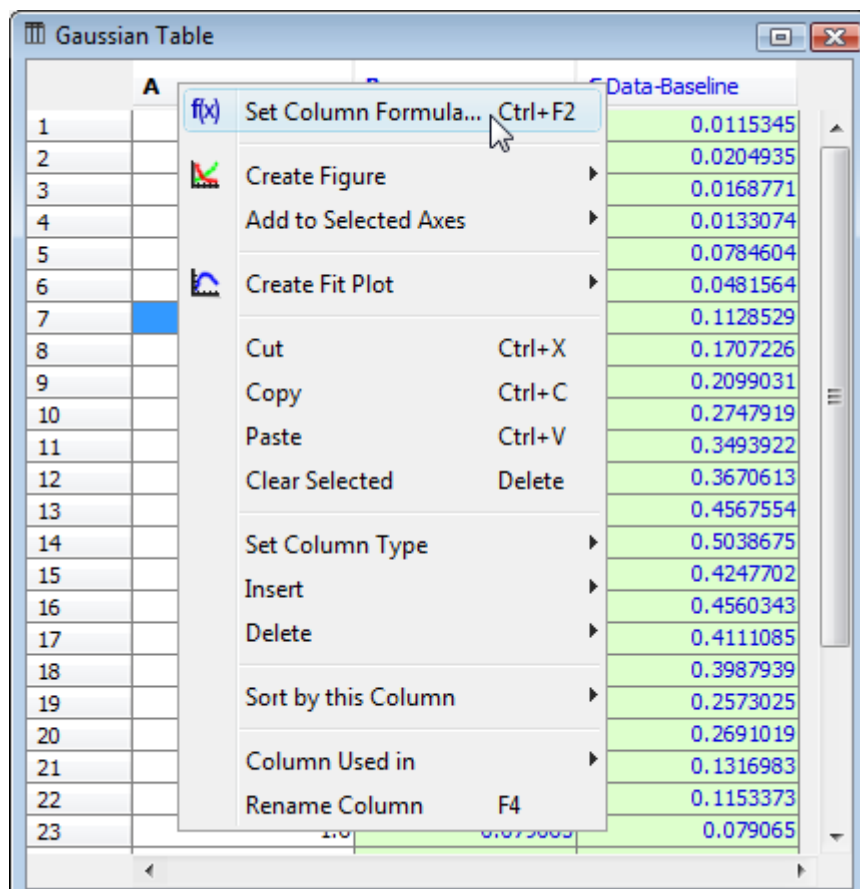 Gaussian Table
A
Data-Baseline
f(x) Set Column Formula... Ctrl+F2
Create Figure
Add to Selected Axes
Create Fit Plot
Cut Ctrl+X
Copy Ctrl+C
Paste Ctrl+V
Clear Selected Delete
Set Column Type
Insert
Delete
Sort by this Column
Column Used in
Rename Column F4
1 0.0115345
2 0.0204935
3 0.0168771
4 0.0133074
5 0.0784604
6 0.0481564
7 0.1128529
8 0.1707226
9 0.2099031
10 0.2747919
11 0.3493922
12 0.3670613
13 0.4567554
14 0.5038675
15 0.4247702
16 0.4560343
17 0.4111085
18 0.3987939
19 0.2573025
20 0.2691019
21 0.1316983
22 0.1153373
23 0.079065